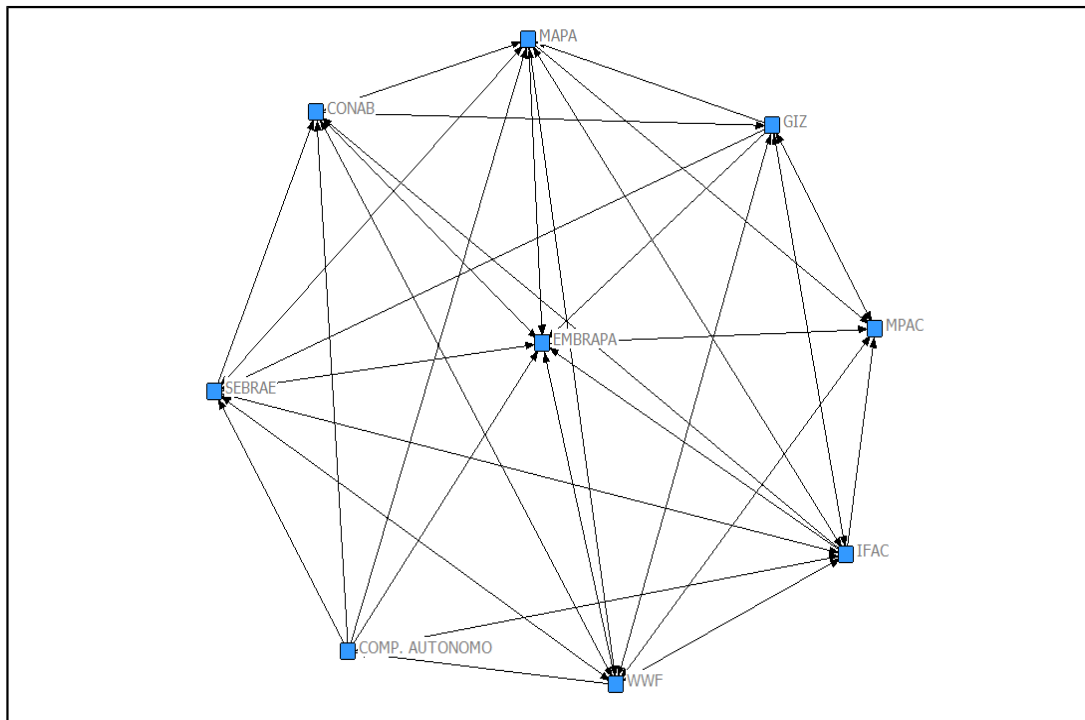 MAPA
CONAB
GIZ
MPAC
EMBRAPA
SEBRAE
IFAC
COMP. AUTONOMO
WWF